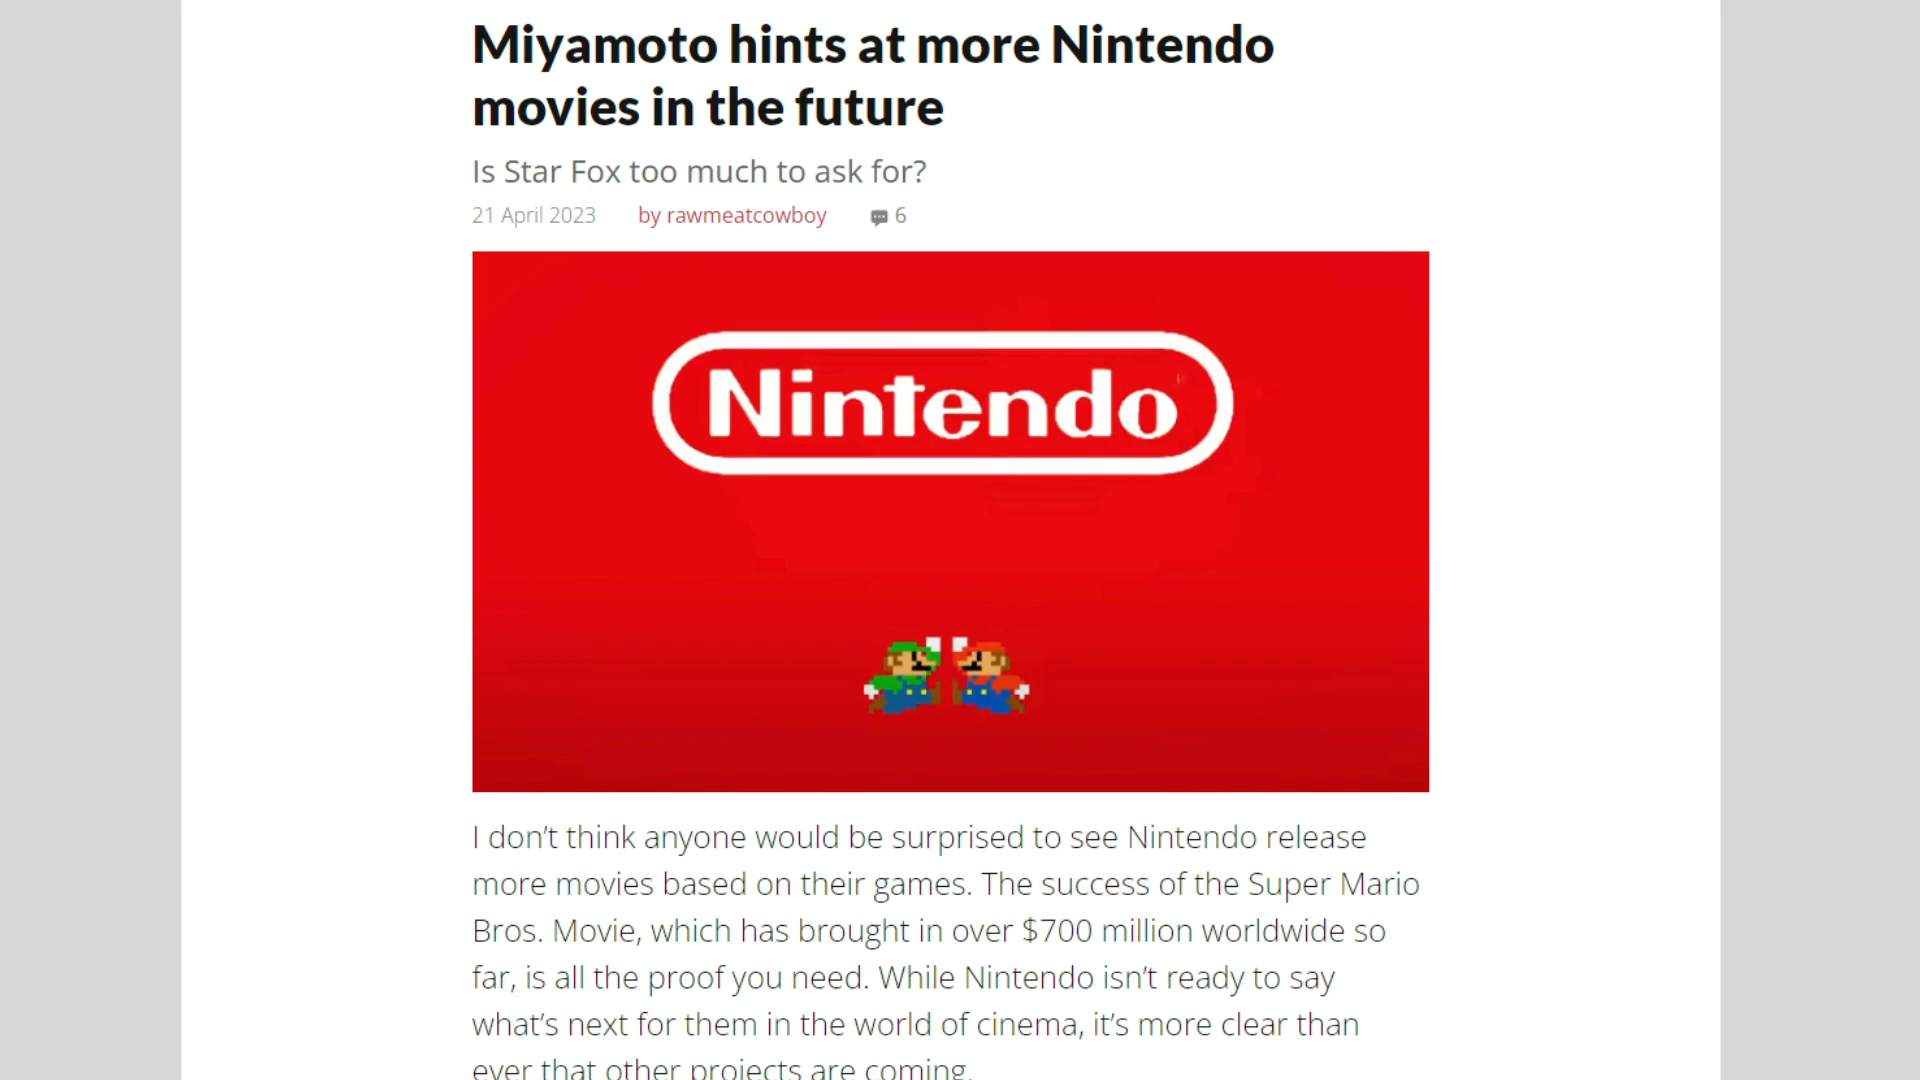 Miyamoto hints at more Nintendo
movies in the future
Is Star Fox too much to ask for?
21 April 2023 by rawmeatcowboy 6
Nintendo
I don't think anyone would be surprised to see Nintendo release
more movies based on their games. The success of the Super Mario
Bros. Movie, which has brought in over $700 million worldwide so
far, is all the proof you need. While Nintendo isn't ready to say
what's next for them in the world of cinema, it's more clear than
ever that other projects are coming.